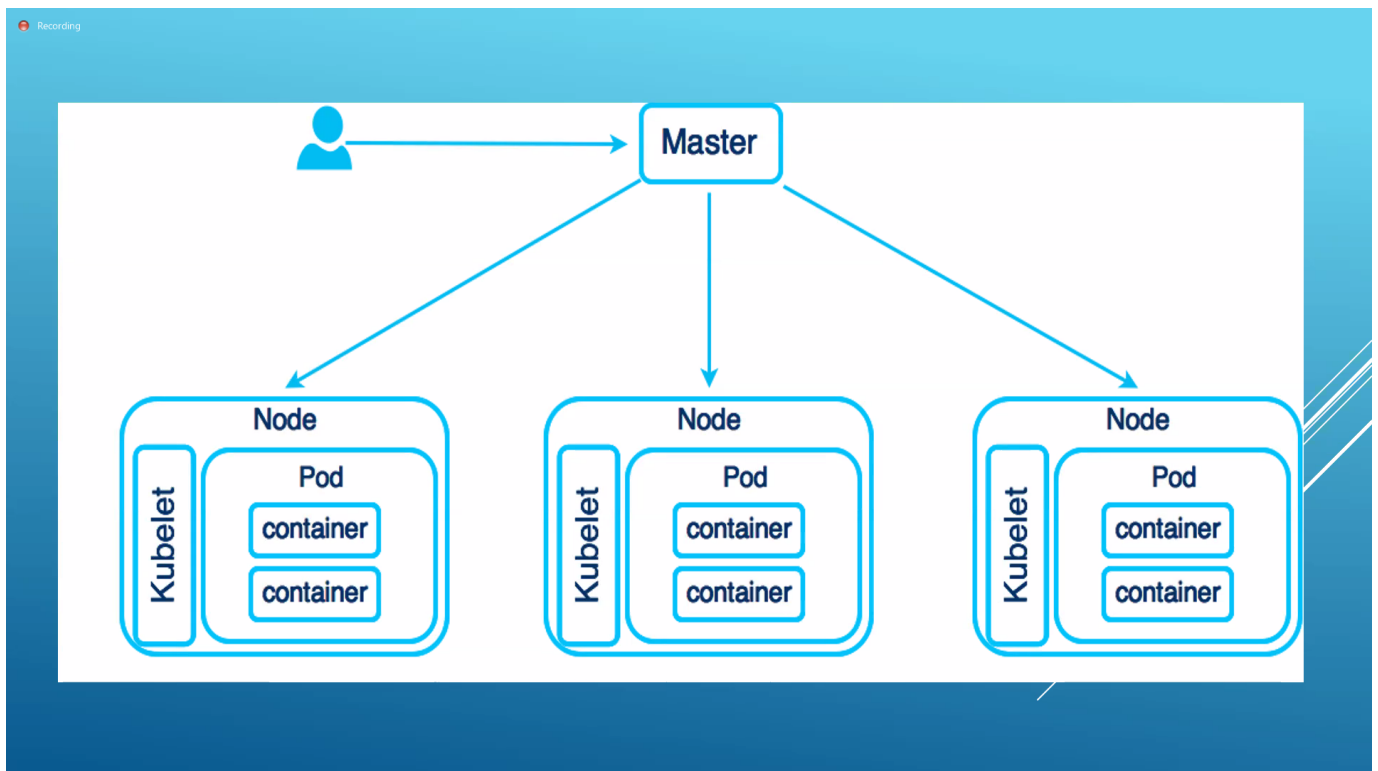 Recording
Master
Node
Node
Node
Kubelet
Pod
container
container
Kubelet
Pod
container
container
Kubelet
Pod
container
container